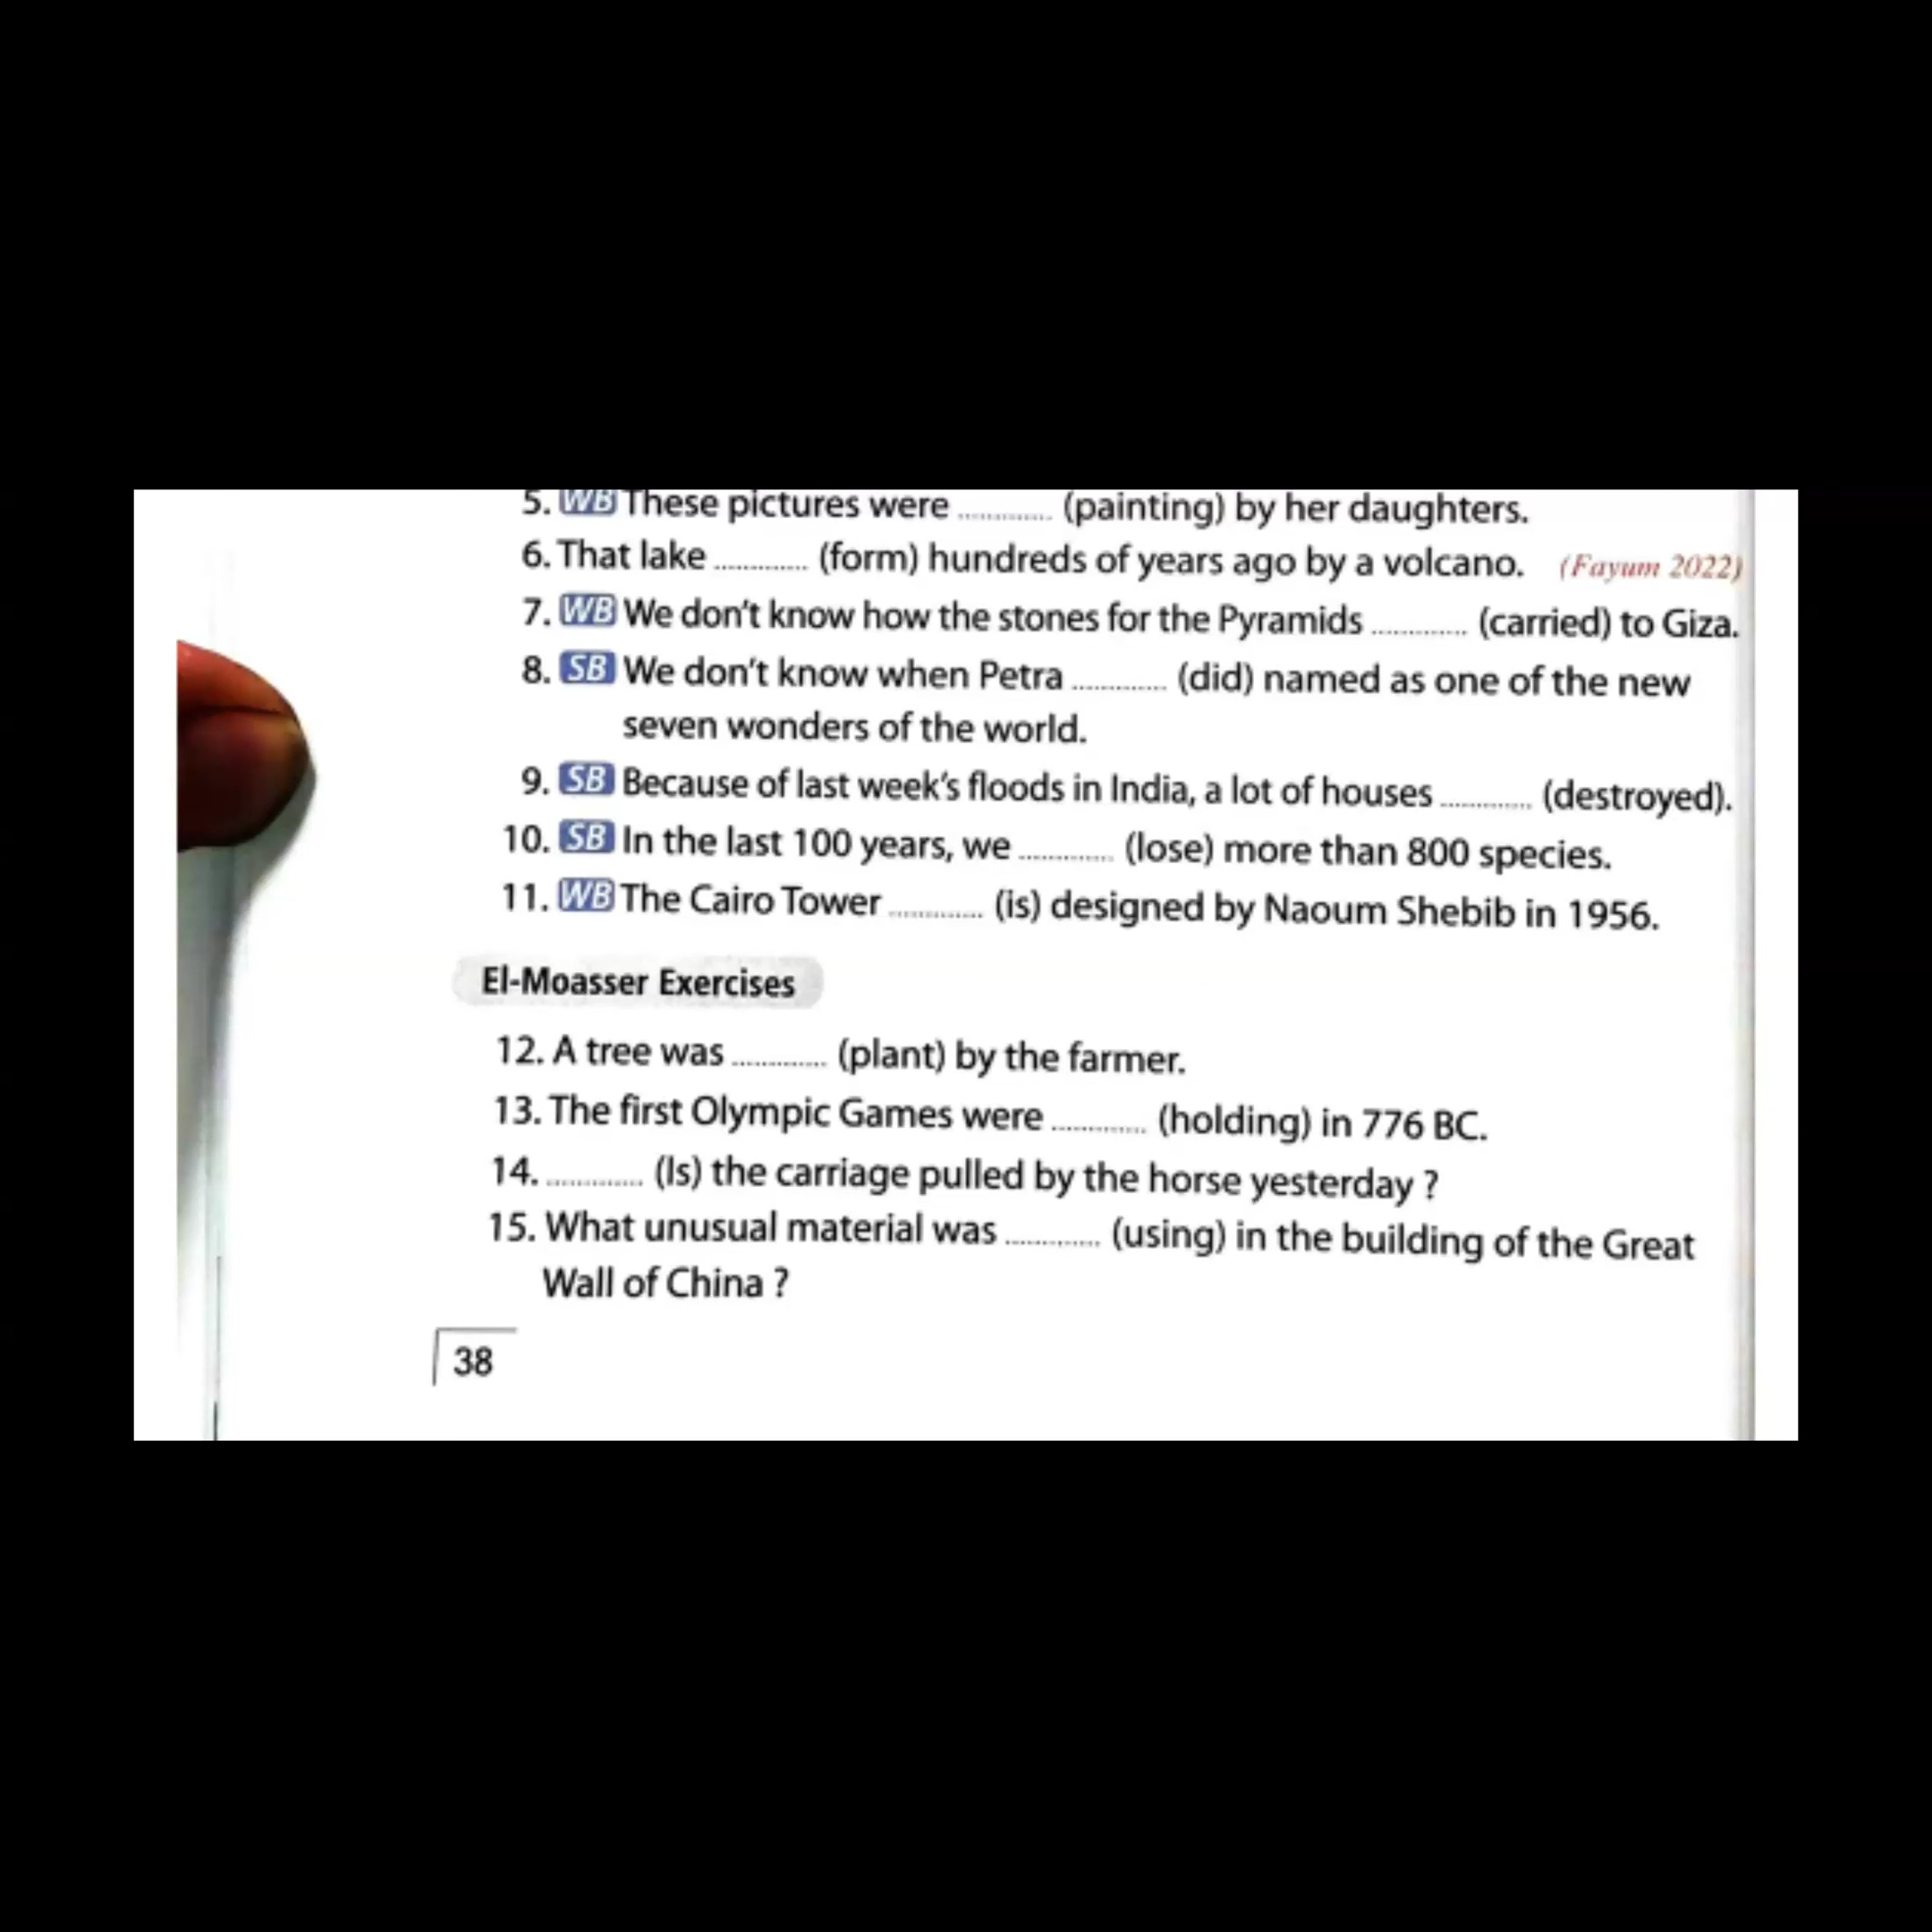 5. WB These pictures were ............ (painting) by her daughters.
6. That lake ............ (form) hundreds of years ago by a volcano. (Fayum 2022)
7. WB We don't know how the stones for the Pyramids ............ (carried) to Giza.
8. SB We don't know when Petra ............ (did) named as one of the new
seven wonders of the world.
9. SB Because of last week's floods in India, a lot of houses ............ (destroyed).
10. SB In the last 100 years, we ............ (lose) more than 800 species.
11. WB The Cairo Tower ............ (is) designed by Naoum Shebib in 1956.
El-Moasser Exercises
12. A tree was ............ (plant) by the farmer.
13. The first Olympic Games were ............ (holding) in 776 BC.
14. ............ (Is) the carriage pulled by the horse yesterday ?
15. What unusual material was ............ (using) in the building of the Great
Wall of China ?
38